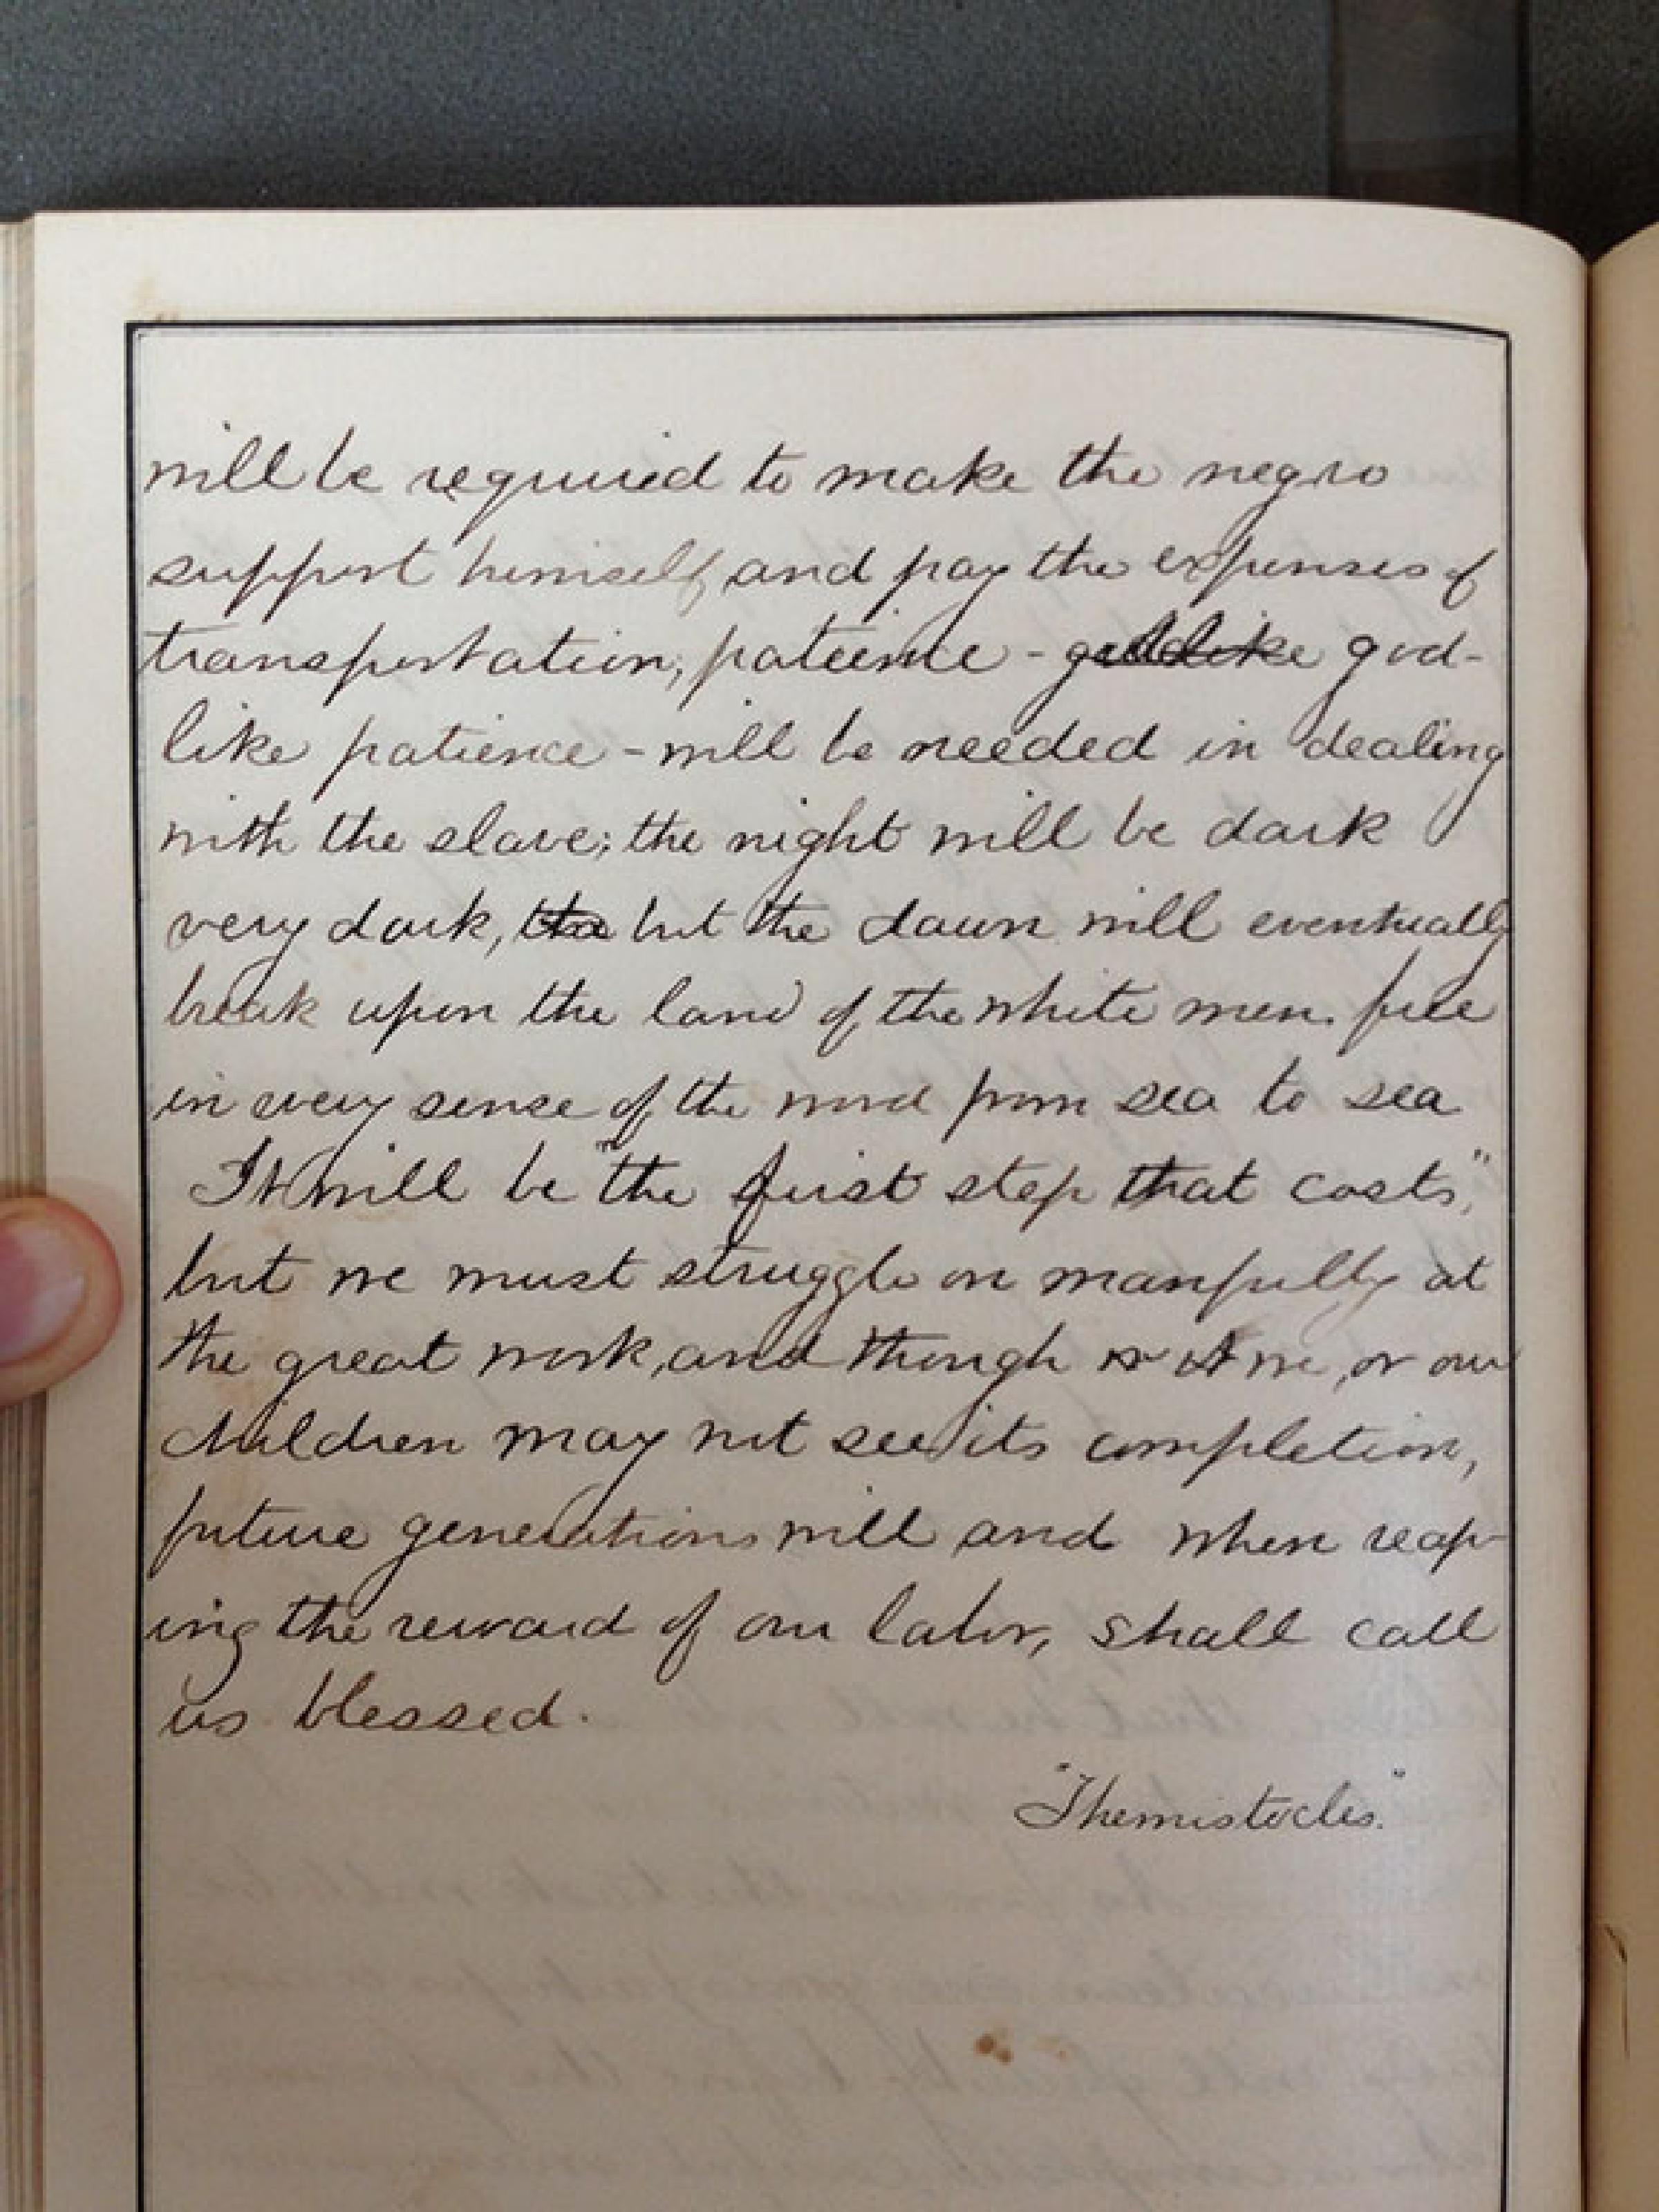 will be required to make the negro
support himself, and pay the expenses of
transportation; patience - godlike god-
like patience - will be needed in dealing
with the slave; the night will be dark
very dark, the but the dawn will eventually
break upon the land of the white men. free
in every sense of the word from sea to sea
It will be "the first step that costs,"
but we must struggle on manfully at
the great work, and though it we, or our
children may not see its completion,
future generations will and when reap-
ing the reward of our labor, shall call
us blessed.
"Themistocles."